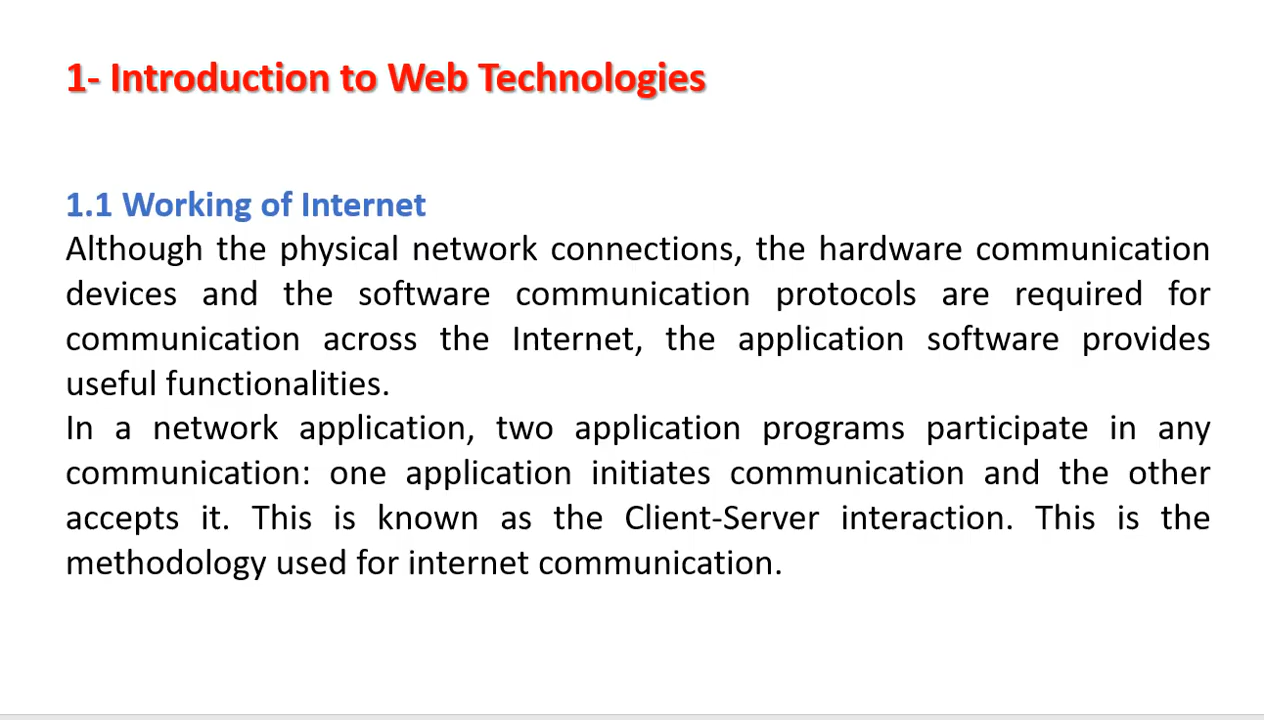 1- Introduction to Web Technologies
1.1 Working of Internet
Although the physical network connections, the hardware communication
devices and the software communication protocols are required for
communication across the Internet, the application software provides
useful functionalities.
In a network application, two application programs participate in any
communication: one application initiates communication and the other
accepts it. This is known as the Client-Server interaction. This is the
methodology used for internet communication.